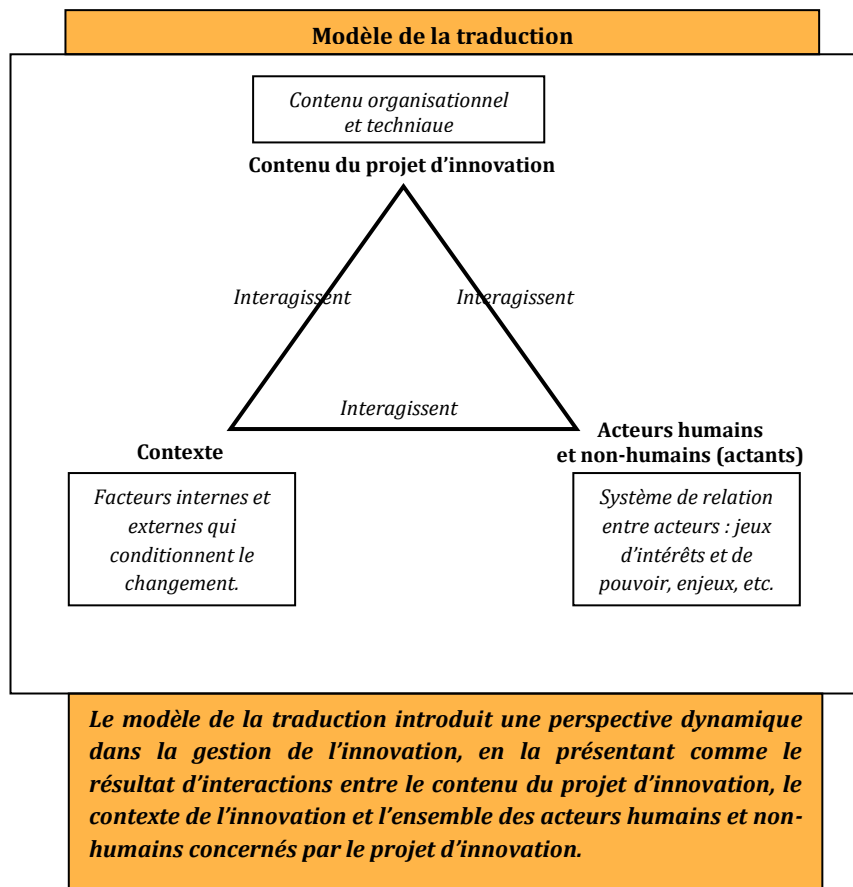 Modèle de la traduction
Contenu organisationnel
et techniaue
Contenu du projet d’innovation
Interagissent
Interagissent
Interagissent
Contexte
Facteurs internes et
externes qui
conditionnent le
changement.
Acteurs humains
et non-humains (actants)
Système de relation
entre acteurs : jeux
d’intérêts et de
pouvoir, enjeux, etc.
Le modèle de la traduction introduit une perspective dynamique
dans la gestion de l’innovation, en la présentant comme le
résultat d’interactions entre le contenu du projet d’innovation, le
contexte de l’innovation et l’ensemble des acteurs humains et non-
humains concernés par le projet d’innovation.